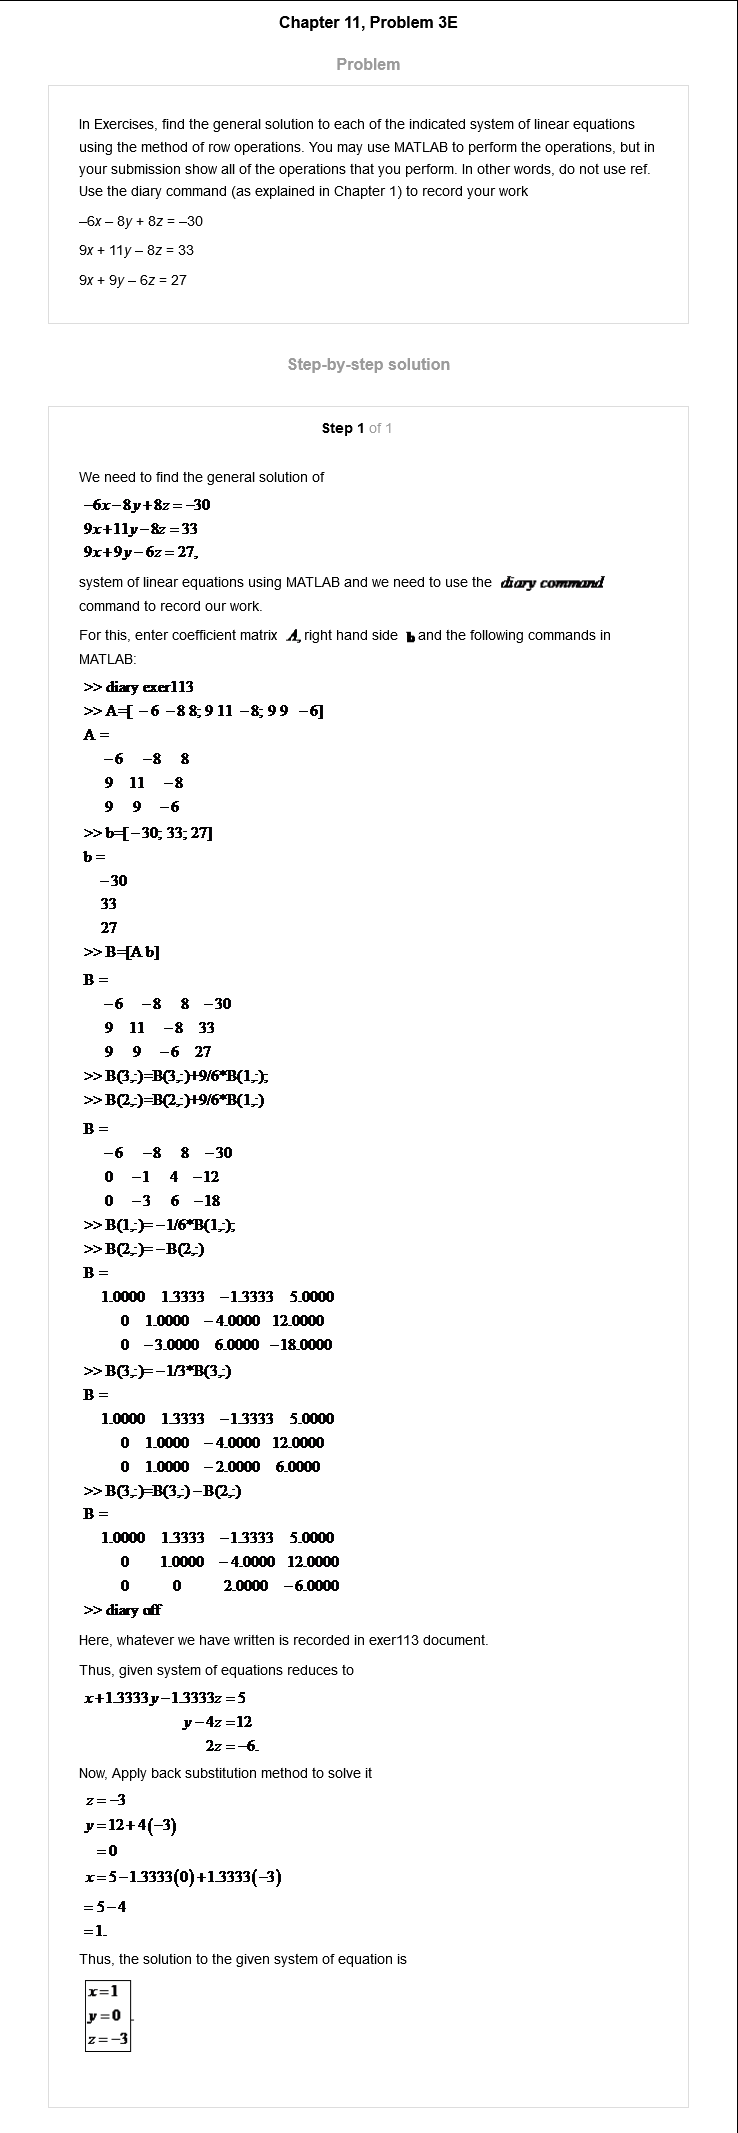 Chapter 11, Problem 3E
Problem
In Exercises, find the general solution to each of the indicated system of linear equations
using the method of row operations. You may use MATLAB to perform the operations, but in
your submission show all of the operations that you perform. In other words, do not use ref.
Use the diary command (as explained in Chapter 1) to record your work
–6x – 8y + 8z = –30
9x + 11y – 8z = 33
9x + 9y – 6z = 27
Step-by-step solution
Step 1 of 1
We need to find the general solution of
−6x−8y+8z=−30
9x+11y−8z=33
9x+9y−6z=27,
system of linear equations using MATLAB and we need to use the diary command
command to record our work.
For this, enter coefficient matrix A, right hand side b and the following commands in
MATLAB:
>> diary exer113
>> A=[ −6 −8 8; 9 11 −8; 9 9 −6]
A =
−6 −8 8
9 11 −8
9 9 −6
>> b=[−30; 33; 27]
b =
−30
33
27
>> B=[A b]
B =
−6 −8 8 −30
9 11 −8 33
9 9 −6 27
>> B(3,:)=B(3,:)+9/6*B(1,:);
>> B(2,:)=B(2,:)+9/6*B(1,:)
B =
−6 −8 8 −30
0 −1 4 −12
0 −3 6 −18
>> B(1,:)=−1/6*B(1,:);
>> B(2,:)=−B(2,:)
B =
1.0000 1.3333 −1.3333 5.0000
0 1.0000 −4.0000 12.0000
0 −3.0000 6.0000 −18.0000
>> B(3,:)=−1/3*B(3,:)
B =
1.0000 1.3333 −1.3333 5.0000
0 1.0000 −4.0000 12.0000
0 1.0000 −2.0000 6.0000
>> B(3,:)=B(3,:)−B(2,:)
B =
1.0000 1.3333 −1.3333 5.0000
0 1.0000 −4.0000 12.0000
0 0 2.0000 −6.0000
>> diary off
Here, whatever we have written is recorded in exer113 document.
Thus, given system of equations reduces to
x+1.3333y−1.3333z=5
y−4z=12
2z=−6.
Now, Apply back substitution method to solve it
z=−3
y=12+4(−3)
=0
x=5−1.3333(0)+1.3333(−3)
=5−4
=1.
Thus, the solution to the given system of equation is
x=1
y=0
z=−3.